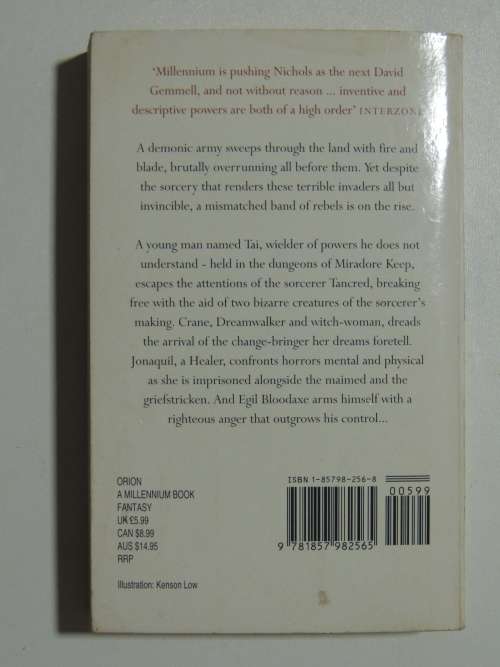 ‘Millennium is pushing Nichols as the next David
Gemmell, and not without reason ... inventive and
descriptive powers are both of a high order’ INTERZONE
A demonic army sweeps through the land with fire and
blade, brutally overrunning all before them. Yet despite
the sorcery that renders these terrible invaders all but
invincible, a mismatched band of rebels is on the rise.
A young man named Tai, wielder of powers he does not
understand - held in the dungeons of Miradore Keep,
escapes the attentions of the sorcerer Tancred, breaking
free with the aid of two bizarre creatures of the sorcerer’s
making. Crane, Dreamwalker and witch-woman, dreads
the arrival of the change-bringer her dreams foretell.
Jonaquil, a Healer, confronts horrors mental and physical
as she is imprisoned alongside the maimed and the
griefstricken. And Egil Bloodaxe arms himself with a
righteous anger that outgrows his control...
ORION
A MILLENNIUM BOOK
FANTASY
UK £5.99
CAN $8.99
AUS $14.95
RRP
Illustration: Kenson Low
ISBN 1-85798-256-8
00599
9 781857 982565